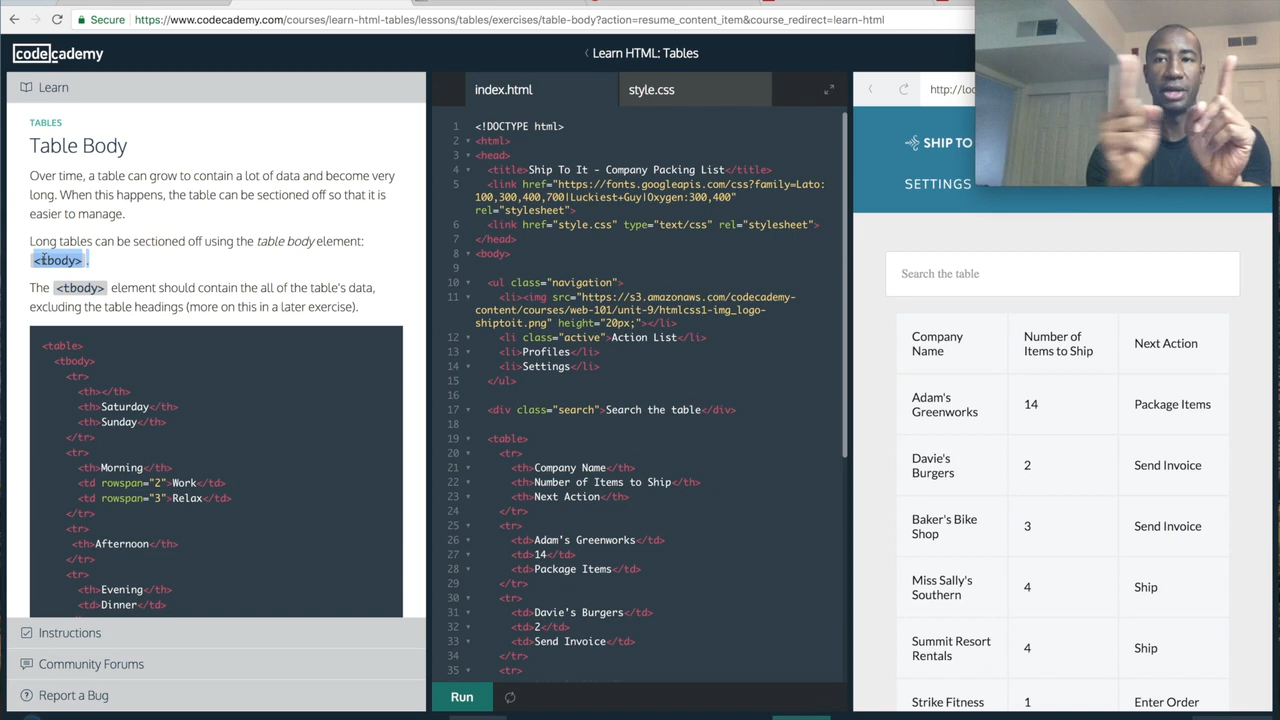 Secure
https://www.codecademy.com/courses/learn-html-tables/lessons/tables/exercises/table-body?action=resume_content_item&course_redirect=learn-html
codecademy
Learn HTML: Tables
Learn
TABLES
Table Body
Over time, a table can grow to contain a lot of data and become very
long. When this happens, the table can be sectioned off so that it is
easier to manage.
Long tables can be sectioned off using the table body element:
<tbody> .
The <tbody> element should contain the all of the table's data,
excluding the table headings (more on this in a later exercise).
<table>
<tbody>
<tr>
<th></th>
<th>Saturday</th>
<th>Sunday</th>
</tr>
<tr>
<th>Morning</th>
<td rowspan="2">Work</td>
<td rowspan="3">Relax</td>
</tr>
<tr>
<th>Afternoon</th>
</tr>
<tr>
<th>Evening</th>
<td>Dinner</td>
Instructions
Community Forums
Report a Bug
index.html
style.css
1 <!DOCTYPE html>
2 <html>
3 <head>
4 <title>Ship To It - Company Packing List</title>
5 <link href="https://fonts.googleapis.com/css?family=Lato:
100,300,400,700|Luckiest+Guy|Oxygen:300,400"
rel="stylesheet">
6 <link href="style.css" type="text/css" rel="stylesheet">
7 </head>
8 <body>
9
10 <ul class="navigation">
11 <li><img src="https://s3.amazonaws.com/codecademy-
content/courses/web-101/unit-9/htmlcss1-img_logo-
shiptoit.png" height="20px;"></li>
12 <li class="active">Action List</li>
13 <li>Profiles</li>
14 <li>Settings</li>
15 </ul>
16
17 <div class="search">Search the table</div>
18
19 <table>
20 <tr>
21 <th>Company Name</th>
22 <th>Number of Items to Ship</th>
23 <th>Next Action</th>
24 </tr>
25 <tr>
26 <td>Adam's Greenworks</td>
27 <td>14</td>
28 <td>Package Items</td>
29 </tr>
30 <tr>
31 <td>Davie's Burgers</td>
32 <td>2</td>
33 <td>Send Invoice</td>
34 </tr>
35 <tr>
Run
http://loc
SHIP TO
SETTINGS
Search the table
Company
Name
Number of
Items to Ship
Next Action
Adam's
Greenworks
14
Package Items
Davie's
Burgers
2
Send Invoice
Baker's Bike
Shop
3
Send Invoice
Miss Sally's
Southern
4
Ship
Summit Resort
Rentals
4
Ship
Strike Fitness
1
Enter Order